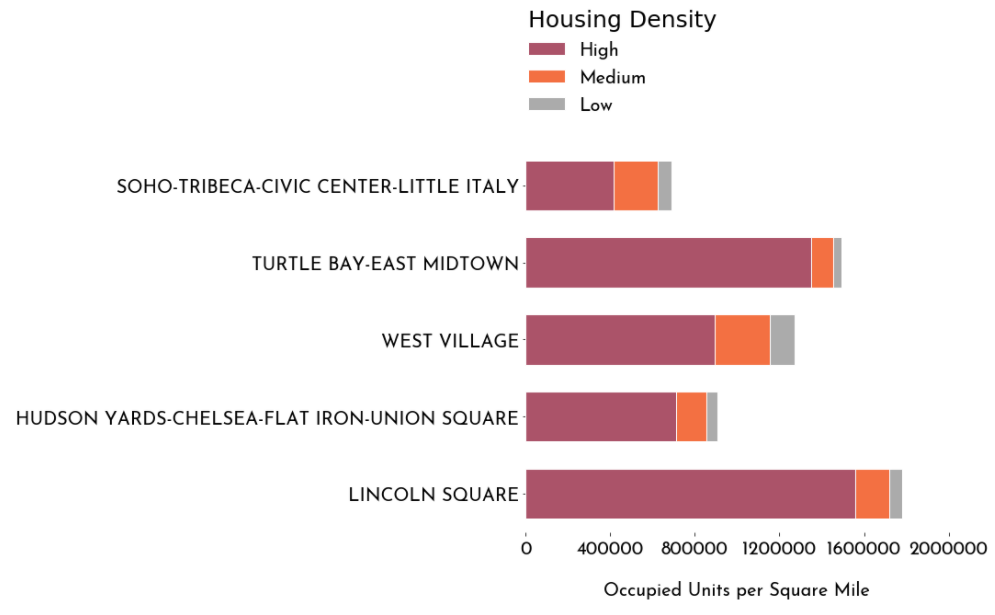 Housing Density
High
Medium
Low
SOHO-TRIBECA-CIVIC CENTER-LITTLE ITALY
TURTLE BAY-EAST MIDTOWN
WEST VILLAGE
HUDSON YARDS-CHELSEA-FLAT IRON-UNION SQUARE
LINCOLN SQUARE
0 400000 800000 1200000 1600000 2000000
Occupied Units per Square Mile